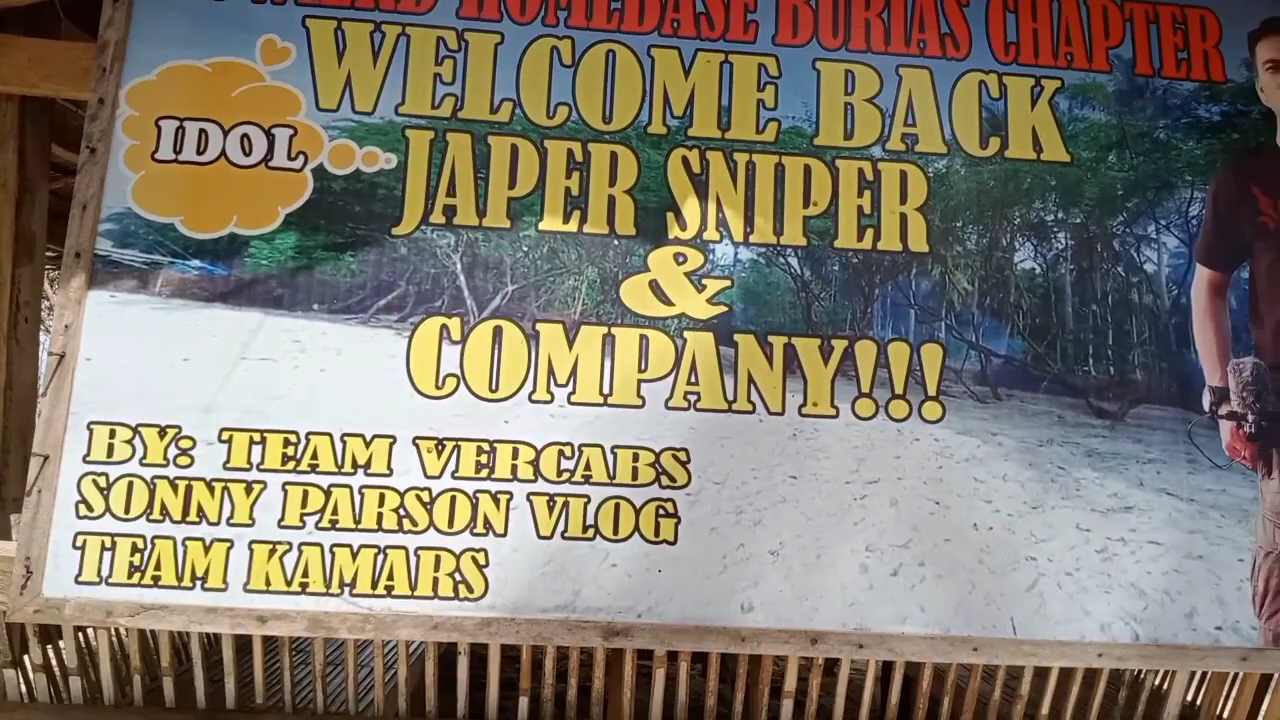 HOMEBASE BURIAS CHAPTER
WELCOME BACK
IDOL
JAPER SNIPER
&
COMPANY!!!
BY: TEAM VERCABS
SONNY PARSON VLOG
TEAM KAMARS